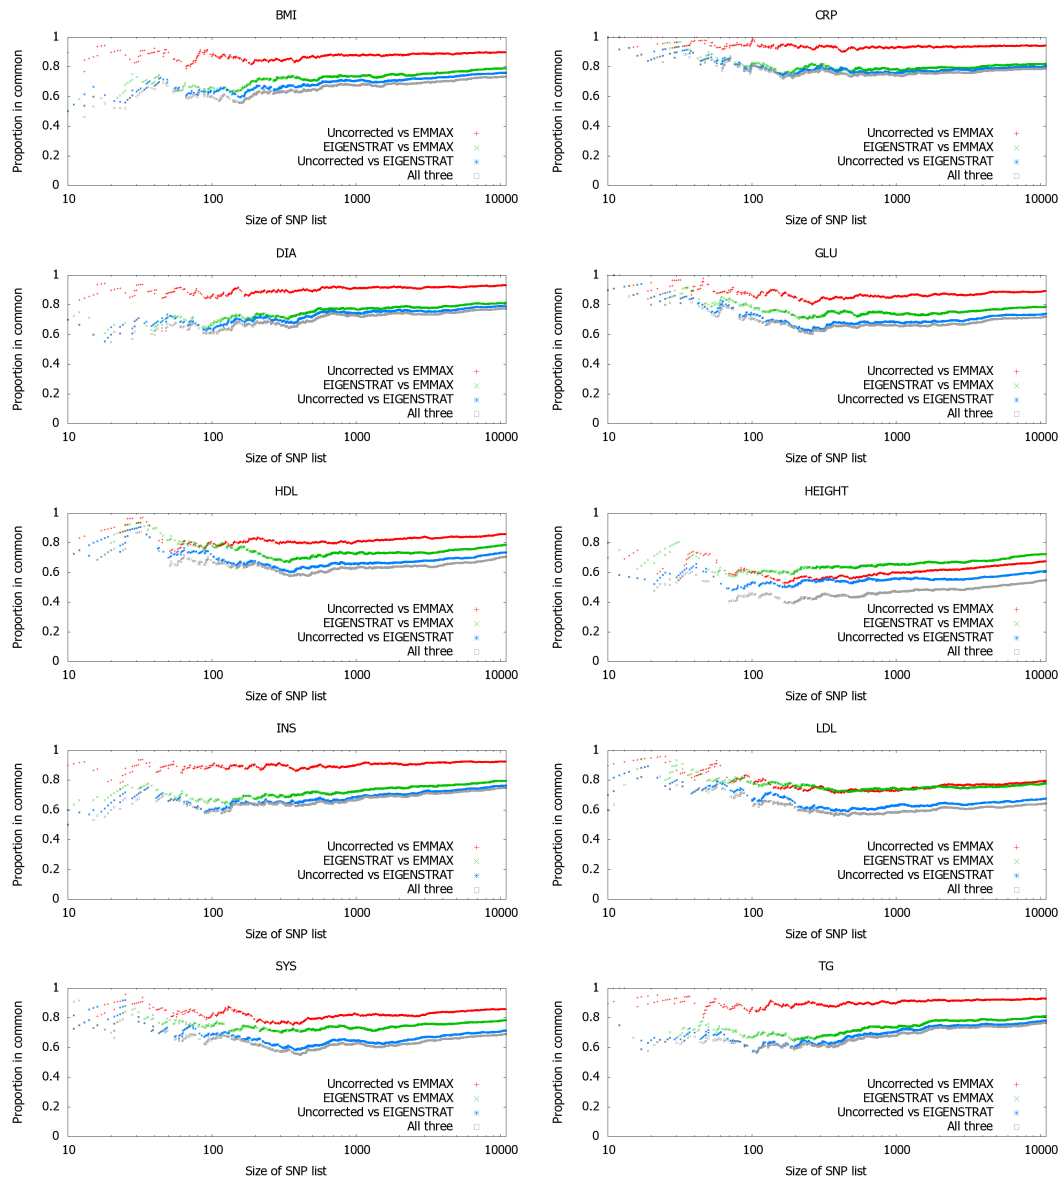 BMI
1
0.8
0.6
0.4
0.2
0
Proportion in common
Uncorrected vs EMMAX
EIGENSTRAT vs EMMAX
Uncorrected vs EIGENSTRAT
All three
10 100 1000 10000
Size of SNP list
CRP
1
0.8
0.6
0.4
0.2
0
Proportion in common
Uncorrected vs EMMAX
EIGENSTRAT vs EMMAX
Uncorrected vs EIGENSTRAT
All three
10 100 1000 10000
Size of SNP list
DIA
1
0.8
0.6
0.4
0.2
0
Proportion in common
Uncorrected vs EMMAX
EIGENSTRAT vs EMMAX
Uncorrected vs EIGENSTRAT
All three
10 100 1000 10000
Size of SNP list
GLU
1
0.8
0.6
0.4
0.2
0
Proportion in common
Uncorrected vs EMMAX
EIGENSTRAT vs EMMAX
Uncorrected vs EIGENSTRAT
All three
10 100 1000 10000
Size of SNP list
HDL
1
0.8
0.6
0.4
0.2
0
Proportion in common
Uncorrected vs EMMAX
EIGENSTRAT vs EMMAX
Uncorrected vs EIGENSTRAT
All three
10 100 1000 10000
Size of SNP list
HEIGHT
1
0.8
0.6
0.4
0.2
0
Proportion in common
Uncorrected vs EMMAX
EIGENSTRAT vs EMMAX
Uncorrected vs EIGENSTRAT
All three
10 100 1000 10000
Size of SNP list
INS
1
0.8
0.6
0.4
0.2
0
Proportion in common
Uncorrected vs EMMAX
EIGENSTRAT vs EMMAX
Uncorrected vs EIGENSTRAT
All three
10 100 1000 10000
Size of SNP list
LDL
1
0.8
0.6
0.4
0.2
0
Proportion in common
Uncorrected vs EMMAX
EIGENSTRAT vs EMMAX
Uncorrected vs EIGENSTRAT
All three
10 100 1000 10000
Size of SNP list
SYS
1
0.8
0.6
0.4
0.2
0
Proportion in common
Uncorrected vs EMMAX
EIGENSTRAT vs EMMAX
Uncorrected vs EIGENSTRAT
All three
10 100 1000 10000
Size of SNP list
TG
1
0.8
0.6
0.4
0.2
0
Proportion in common
Uncorrected vs EMMAX
EIGENSTRAT vs EMMAX
Uncorrected vs EIGENSTRAT
All three
10 100 1000 10000
Size of SNP list